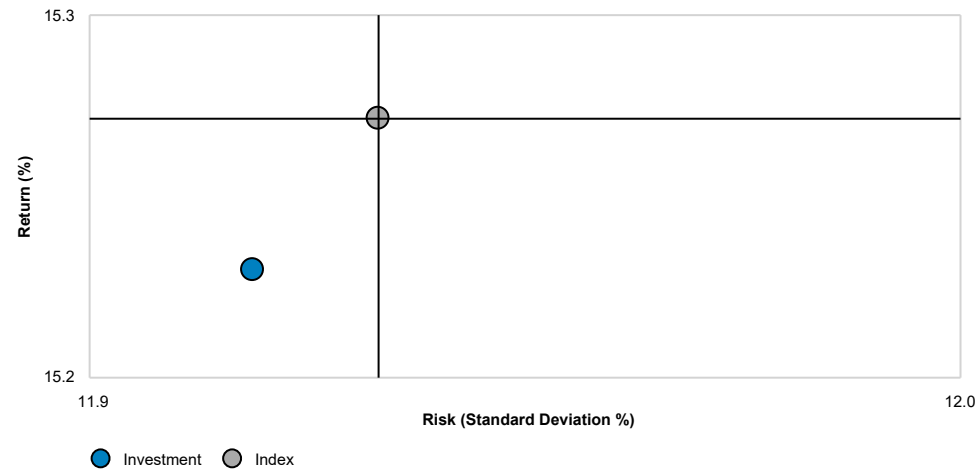 15.3
Return (%)
15.2
11.9
12.0
Risk (Standard Deviation %)
Investment
Index